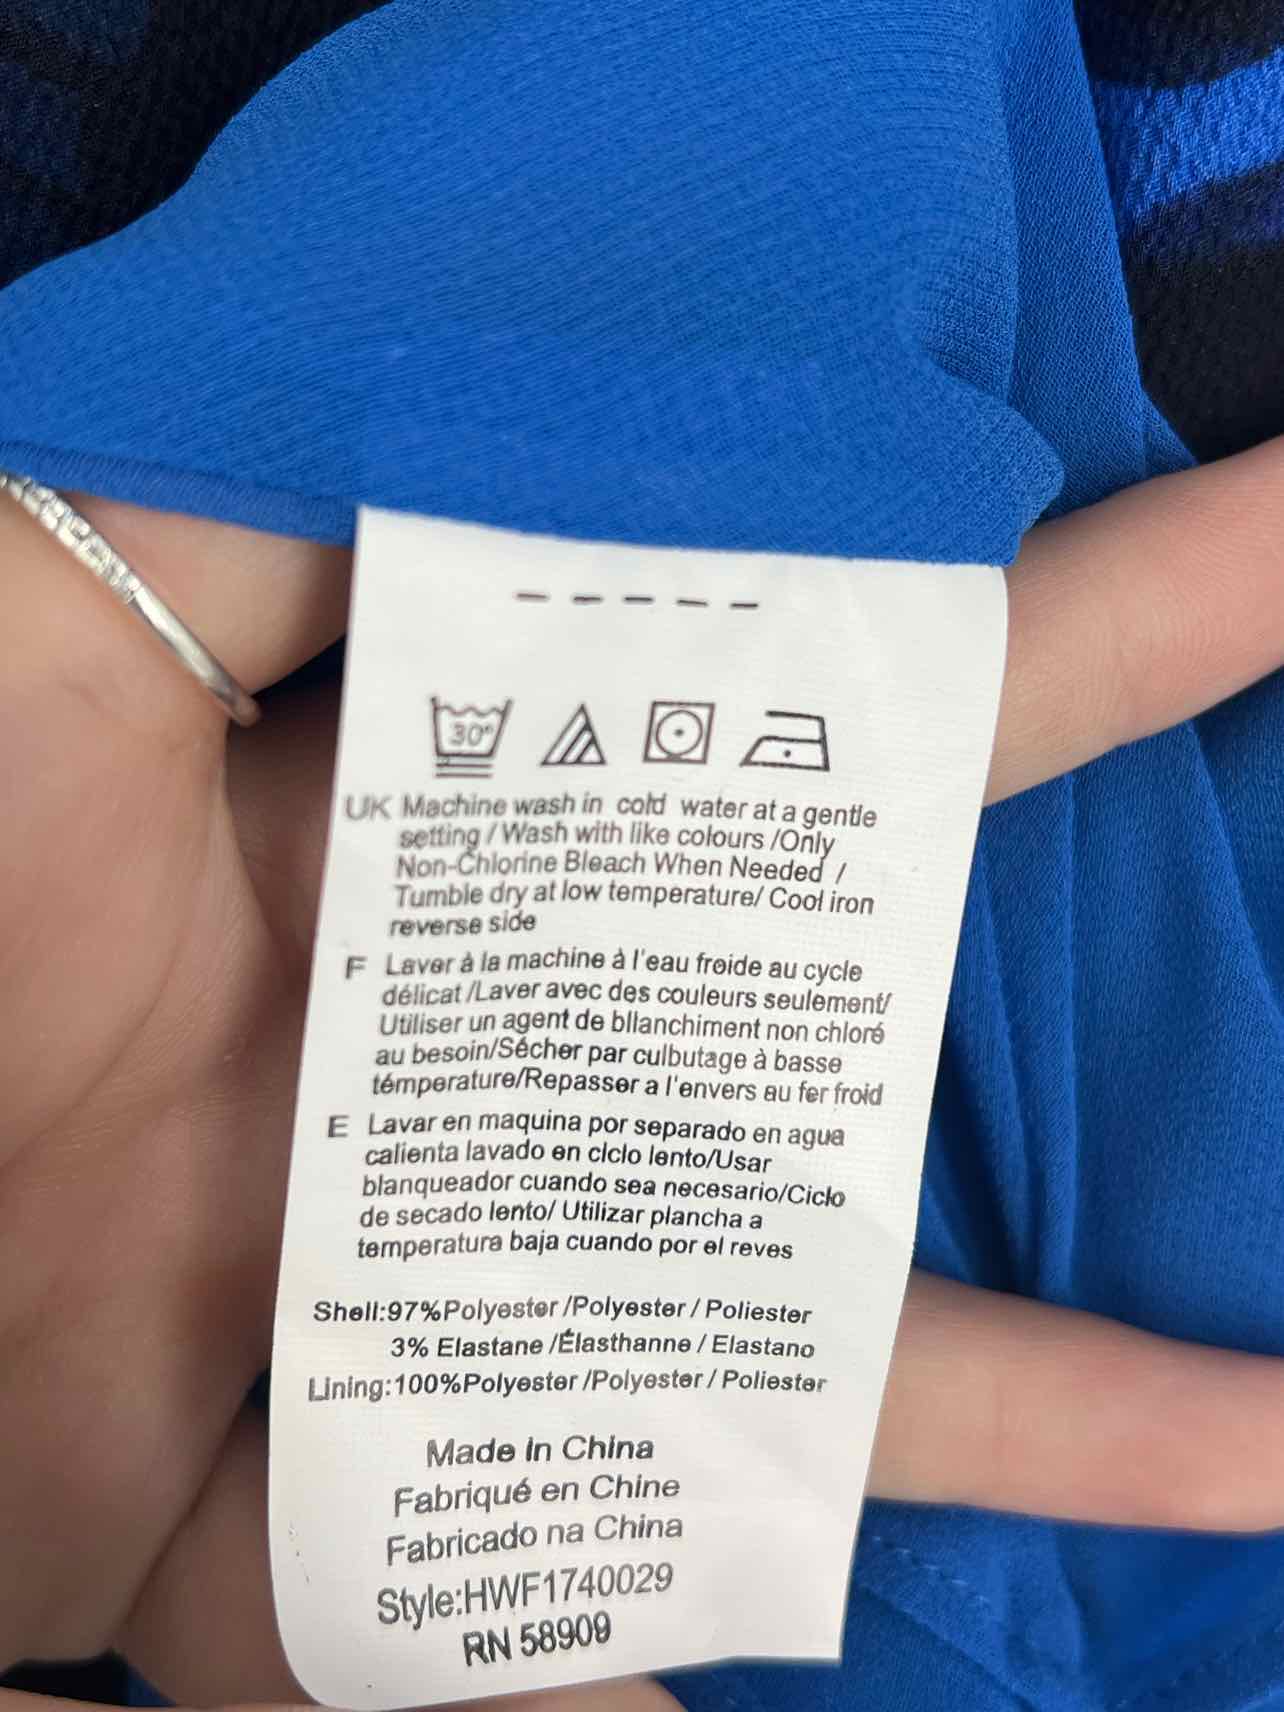 – – – – –
30°
UK Machine wash in cold water at a gentle
setting / Wash with like colours /Only
Non-Chlorine Bleach When Needed /
Tumble dry at low temperature/ Cool iron
reverse side
F Laver à la machine à l'eau froide au cycle
délicat /Laver avec des couleurs seulement/
Utiliser un agent de bllanchiment non chloré
au besoin/Sécher par culbutage à basse
témperature/Repasser a l'envers au fer froid
E Lavar en maquina por separado en agua
calienta lavado en ciclo lento/Usar
blanqueador cuando sea necesario/Ciclo
de secado lento/ Utilizar plancha a
temperatura baja cuando por el reves
Shell:97%Polyester /Polyester / Poliester
3% Elastane /Élasthanne / Elastano
Lining:100%Polyester /Polyester / Poliester
Made in China
Fabriqué en Chine
Fabricado na China
Style:HWF1740029
RN 58909